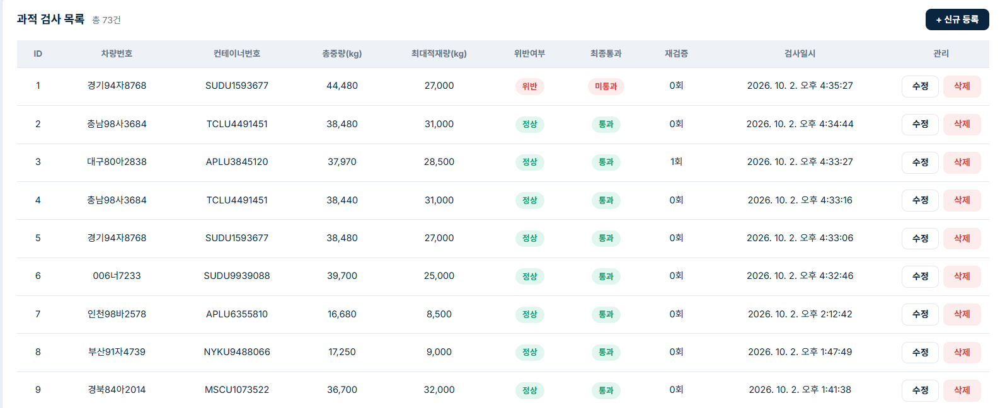 과적 검사 목록 총 73건
+ 신규 등록
ID 차량번호 컨테이너번호 총중량(kg) 최대적재량(kg) 위반여부 최종통과 재검증 검사일시 관리
1 경기94자8768 SUDU1593677 44,480 27,000 위반 미통과 0회 2026. 10. 2. 오후 4:35:27 수정 삭제
2 충남98사3684 TCLU4491451 38,480 31,000 정상 통과 0회 2026. 10. 2. 오후 4:34:44 수정 삭제
3 대구80아2838 APLU3845120 37,970 28,500 정상 통과 1회 2026. 10. 2. 오후 4:33:27 수정 삭제
4 충남98사3684 TCLU4491451 38,440 31,000 정상 통과 0회 2026. 10. 2. 오후 4:33:16 수정 삭제
5 경기94자8768 SUDU1593677 38,480 27,000 정상 통과 0회 2026. 10. 2. 오후 4:33:06 수정 삭제
6 006너7233 SUDU9939088 39,700 25,000 정상 통과 0회 2026. 10. 2. 오후 4:32:46 수정 삭제
7 인천98바2578 APLU6355810 16,680 8,500 정상 통과 0회 2026. 10. 2. 오후 2:12:42 수정 삭제
8 부산91자4739 NYKU9488066 17,250 9,000 정상 통과 0회 2026. 10. 2. 오후 1:47:49 수정 삭제
9 경북84아2014 MSCU1073522 36,700 32,000 정상 통과 0회 2026. 10. 2. 오후 1:41:38 수정 삭제